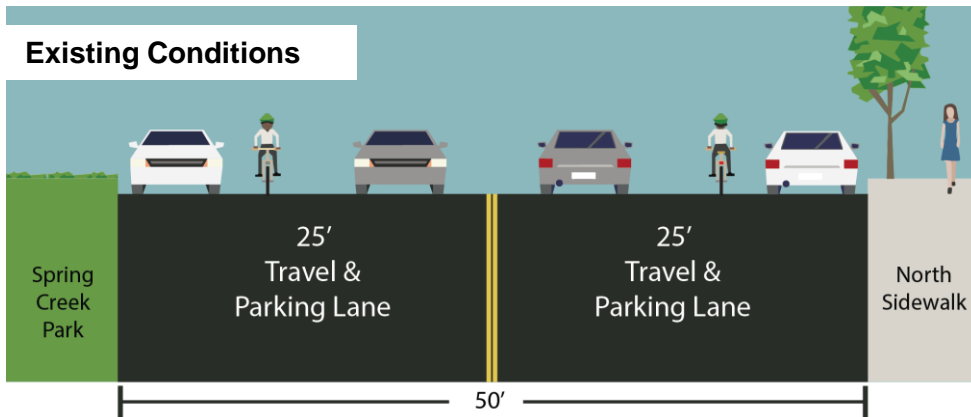 Existing Conditions
25’
Travel &
Parking Lane
25’
Travel &
Parking Lane
Spring
Creek
Park
North
Sidewalk
50’